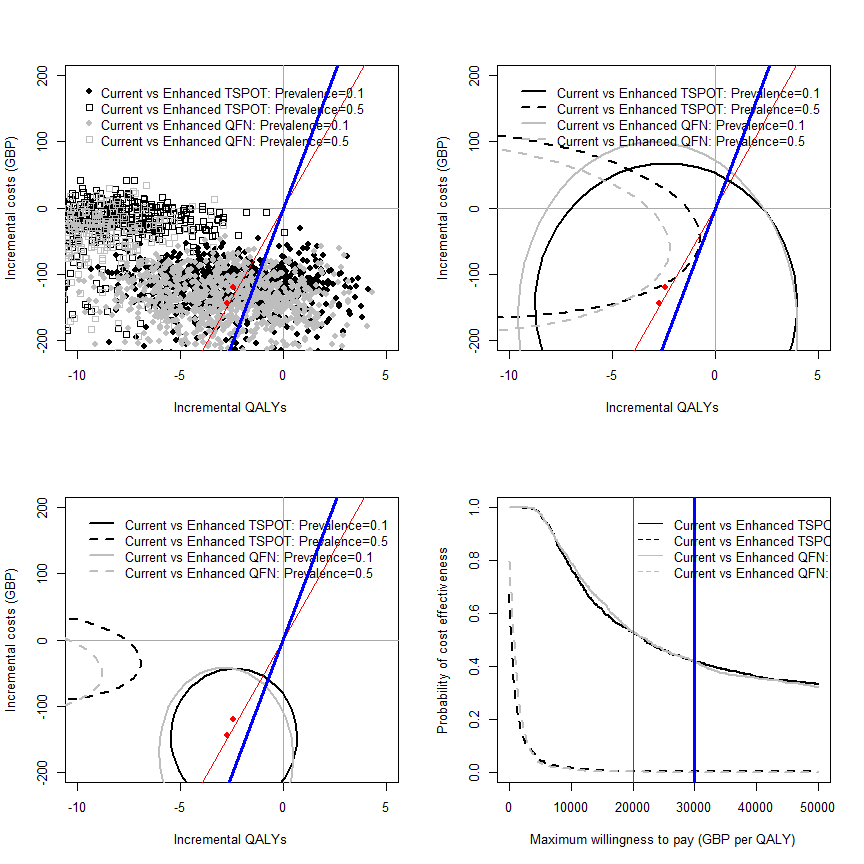 200
100
0
-100
-200
-10
-5
0
5
Incremental costs (GBP)
Incremental QALYs
Current vs Enhanced TSPOT: Prevalence=0.1
Current vs Enhanced TSPOT: Prevalence=0.5
Current vs Enhanced QFN: Prevalence=0.1
Current vs Enhanced QFN: Prevalence=0.5
200
100
0
-100
-200
-10
-5
0
5
Incremental costs (GBP)
Incremental QALYs
Current vs Enhanced TSPOT: Prevalence=0.1
Current vs Enhanced TSPOT: Prevalence=0.5
Current vs Enhanced QFN: Prevalence=0.1
Current vs Enhanced QFN: Prevalence=0.5
200
100
0
-100
-200
-10
-5
0
5
Incremental costs (GBP)
Incremental QALYs
Current vs Enhanced TSPOT: Prevalence=0.1
Current vs Enhanced TSPOT: Prevalence=0.5
Current vs Enhanced QFN: Prevalence=0.1
Current vs Enhanced QFN: Prevalence=0.5
1.0
0.8
0.6
0.4
0.2
0.0
0
10000
20000
30000
40000
50000
Probability of cost effectiveness
Maximum willingness to pay (GBP per QALY)
Current vs Enhanced TSPO
Current vs Enhanced TSPO
Current vs Enhanced QFN:
Current vs Enhanced QFN: